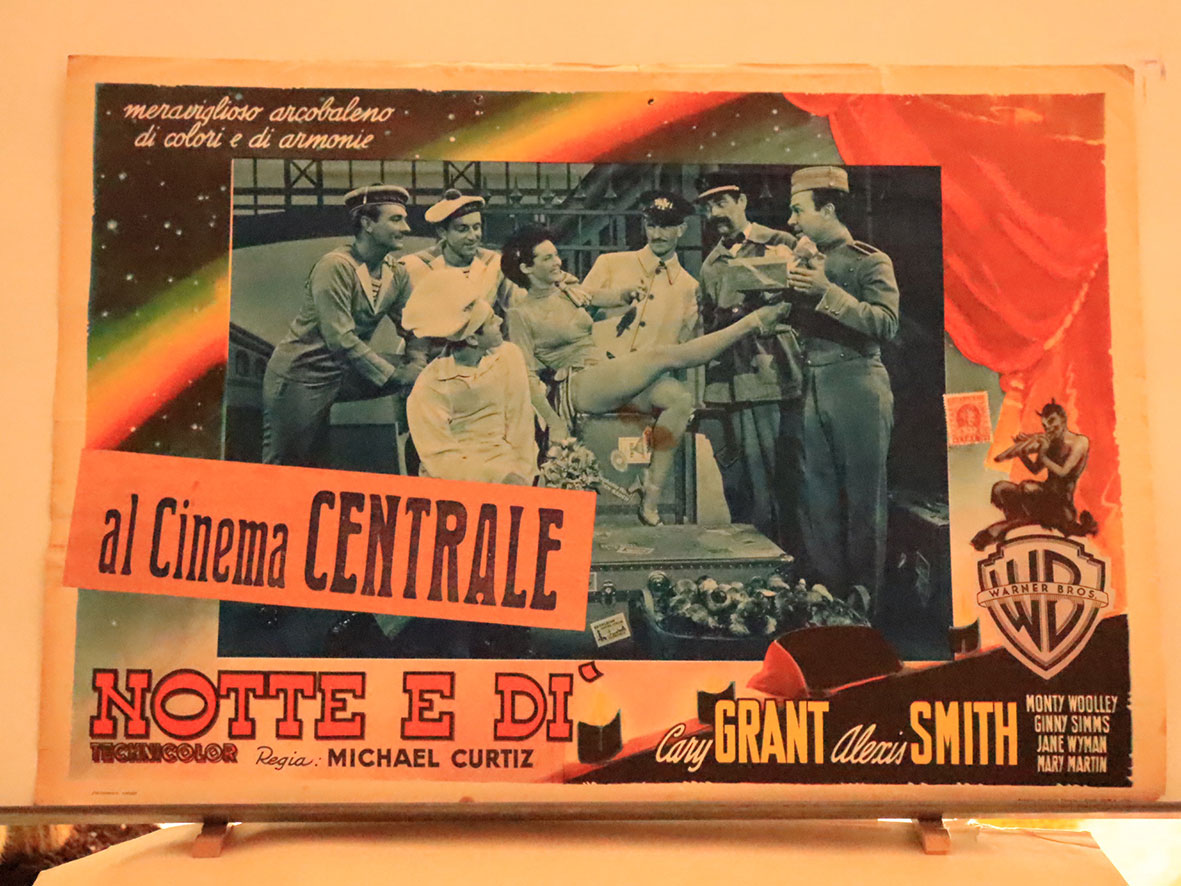 meraviglioso arcobaleno
di colori e di armonie
al Cinema CENTRALE
NOTTE E DI'
TECHNICOLOR Regia: MICHAEL CURTIZ
Cary GRANT Alexis SMITH
MONTY WOOLLEY
GINNY SIMMS
JANE WYMAN
MARY MARTIN
WB
WARNER BROS.